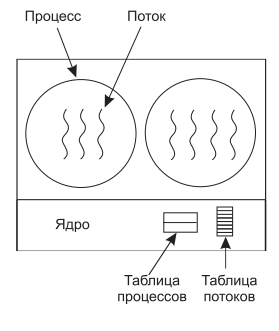 Процесс
Поток
Ядро
Таблица
процессов
Таблица
потоков